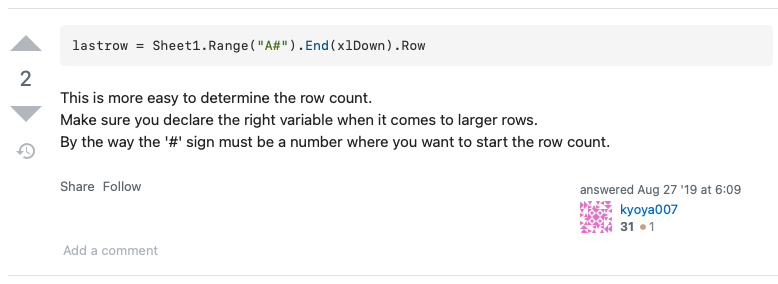 lastrow = Sheet1.Range("A#").End(xlDown).Row
2
This is more easy to determine the row count.
Make sure you declare the right variable when it comes to larger rows.
By the way the '#' sign must be a number where you want to start the row count.
Share Follow
answered Aug 27 '19 at 6:09
kyoya007
31 ● 1
Add a comment